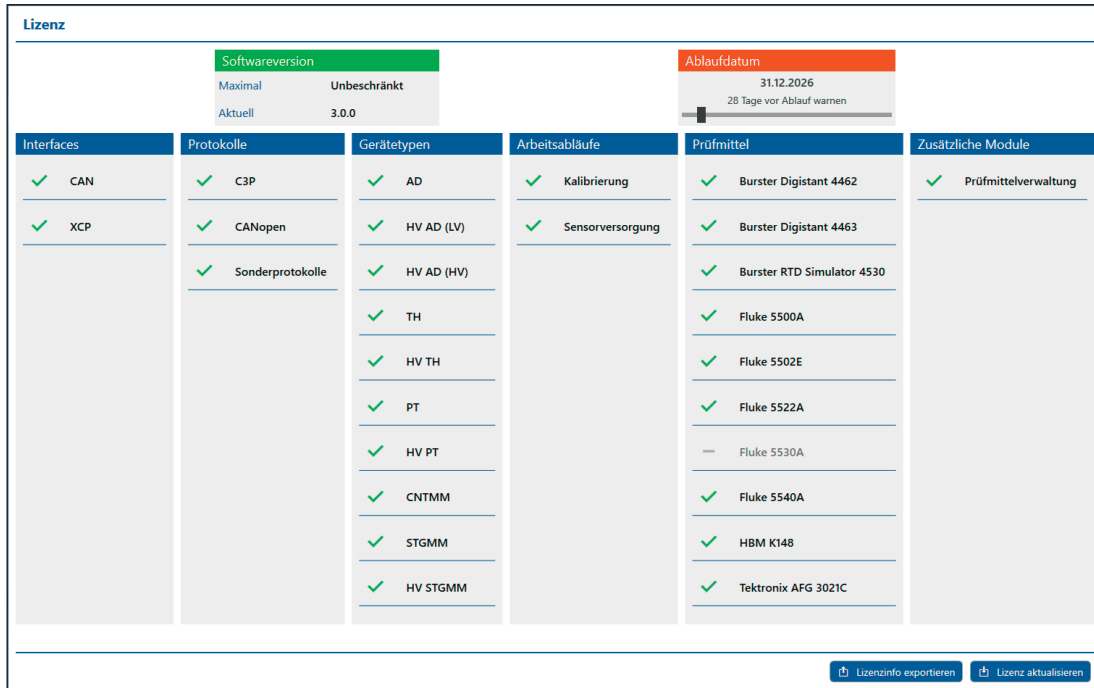 Lizenz
Softwareversion
Maximal Unbeschränkt
Aktuell 3.0.0
Ablaufdatum
31.12.2026
28 Tage vor Ablauf warnen
Interfaces
CAN
XCP
Protokolle
C3P
CANopen
Sonderprotokolle
Gerätetypen
AD
HV AD (LV)
HV AD (HV)
TH
HV TH
PT
HV PT
CNTMM
STGMM
HV STGMM
Arbeitsabläufe
Kalibrierung
Sensorversorgung
Prüfmittel
Burster Digistant 4462
Burster Digistant 4463
Burster RTD Simulator 4530
Fluke 5500A
Fluke 5502E
Fluke 5522A
Fluke 5530A
Fluke 5540A
HBM K148
Tektronix AFG 3021C
Zusätzliche Module
Prüfmittelverwaltung
Lizenzinfo exportieren
Lizenz aktualisieren